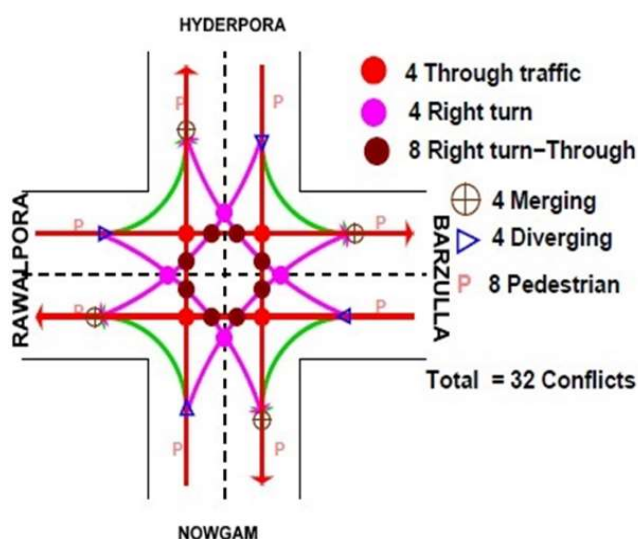 HYDERPORA
4 Through traffic
4 Right turn
8 Right turn-Through
4 Merging
4 Diverging
P 8 Pedestrian
Total = 32 Conflicts
RAWALPORA
BARZULLA
P
P
P
P
P
P
P
P
NOWGAM